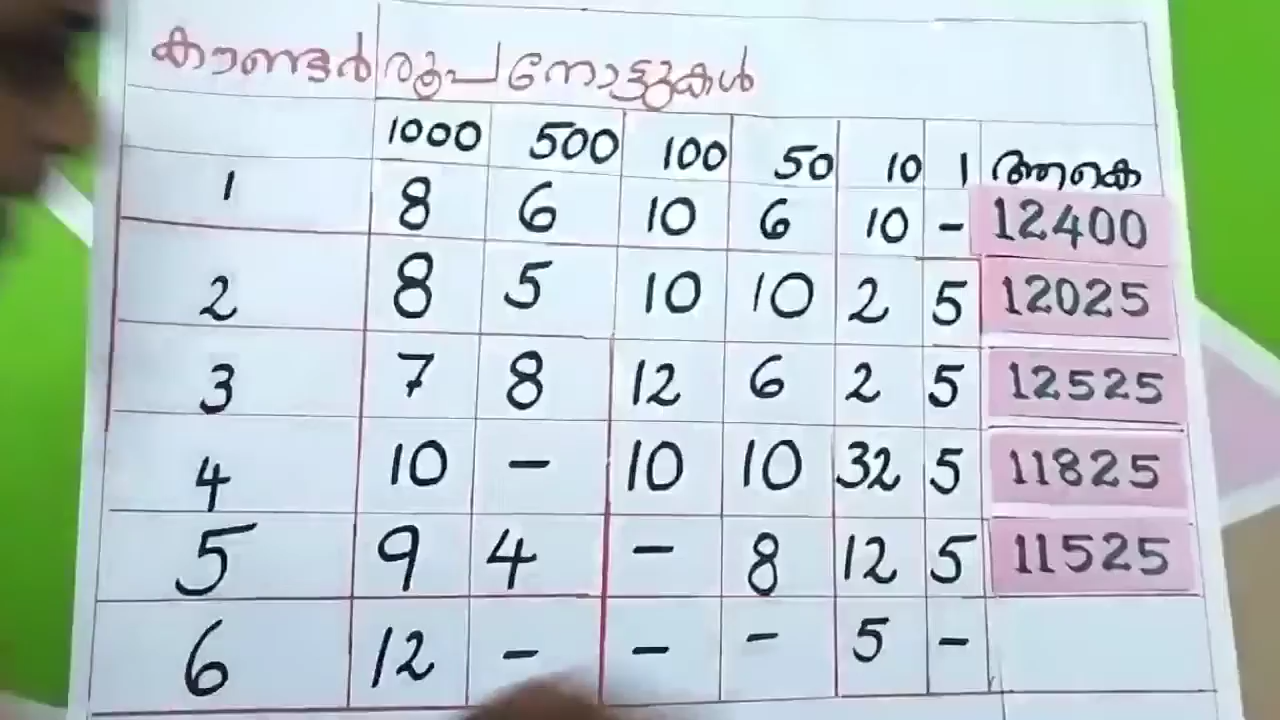 കൗണ്ടർ രൂപ നോട്ടുകൾ
1000 500 100 50 10 1 ആകെ
1 8 6 10 6 10 - 12400
2 8 5 10 10 2 5 12025
3 7 8 12 6 2 5 12525
4 10 - 10 10 32 5 11825
5 9 4 - 8 12 5 11525
6 12 - - - 5 -